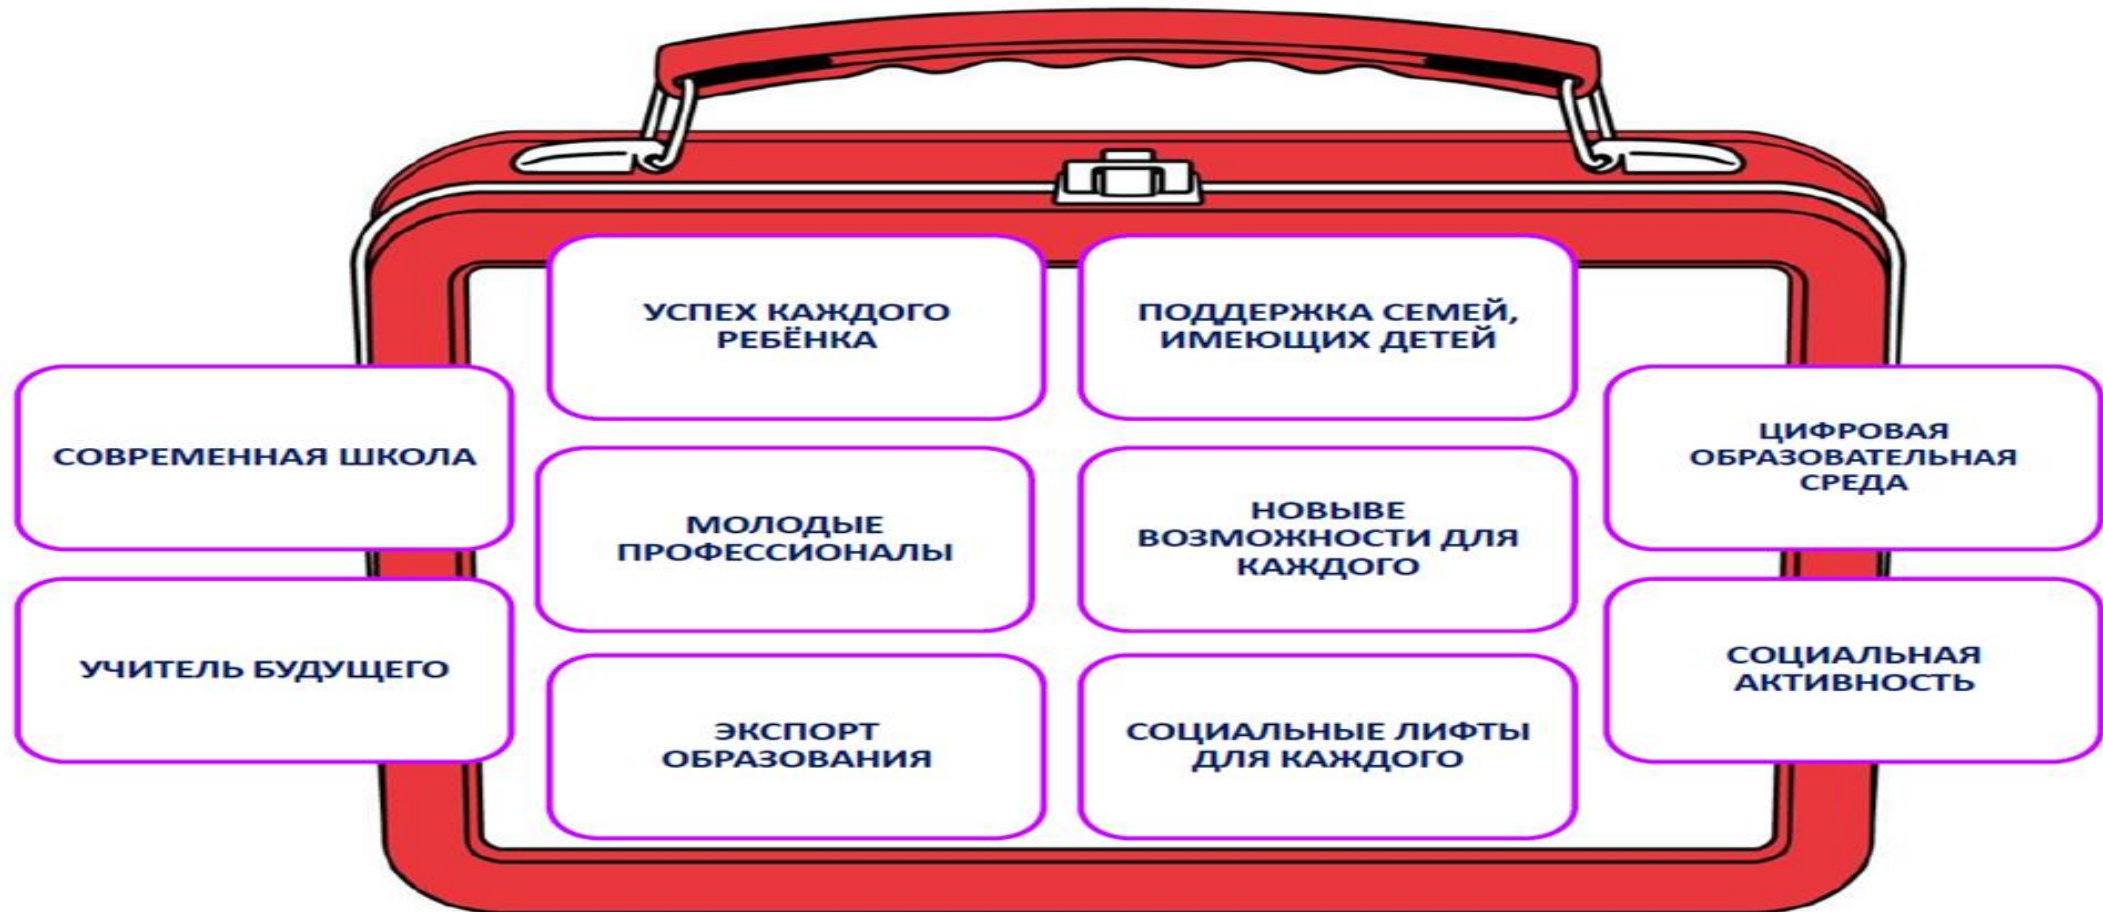 УСПЕХ КАЖДОГО
РЕБЁНКА
ПОДДЕРЖКА СЕМЕЙ,
ИМЕЮЩИХ ДЕТЕЙ
СОВРЕМЕННАЯ ШКОЛА
МОЛОДЫЕ
ПРОФЕССИОНАЛЫ
НОВЫВЕ
ВОЗМОЖНОСТИ ДЛЯ
КАЖДОГО
ЦИФРОВАЯ
ОБРАЗОВАТЕЛЬНАЯ
СРЕДА
УЧИТЕЛЬ БУДУЩЕГО
ЭКСПОРТ
ОБРАЗОВАНИЯ
СОЦИАЛЬНЫЕ ЛИФТЫ
ДЛЯ КАЖДОГО
СОЦИАЛЬНАЯ
АКТИВНОСТЬ